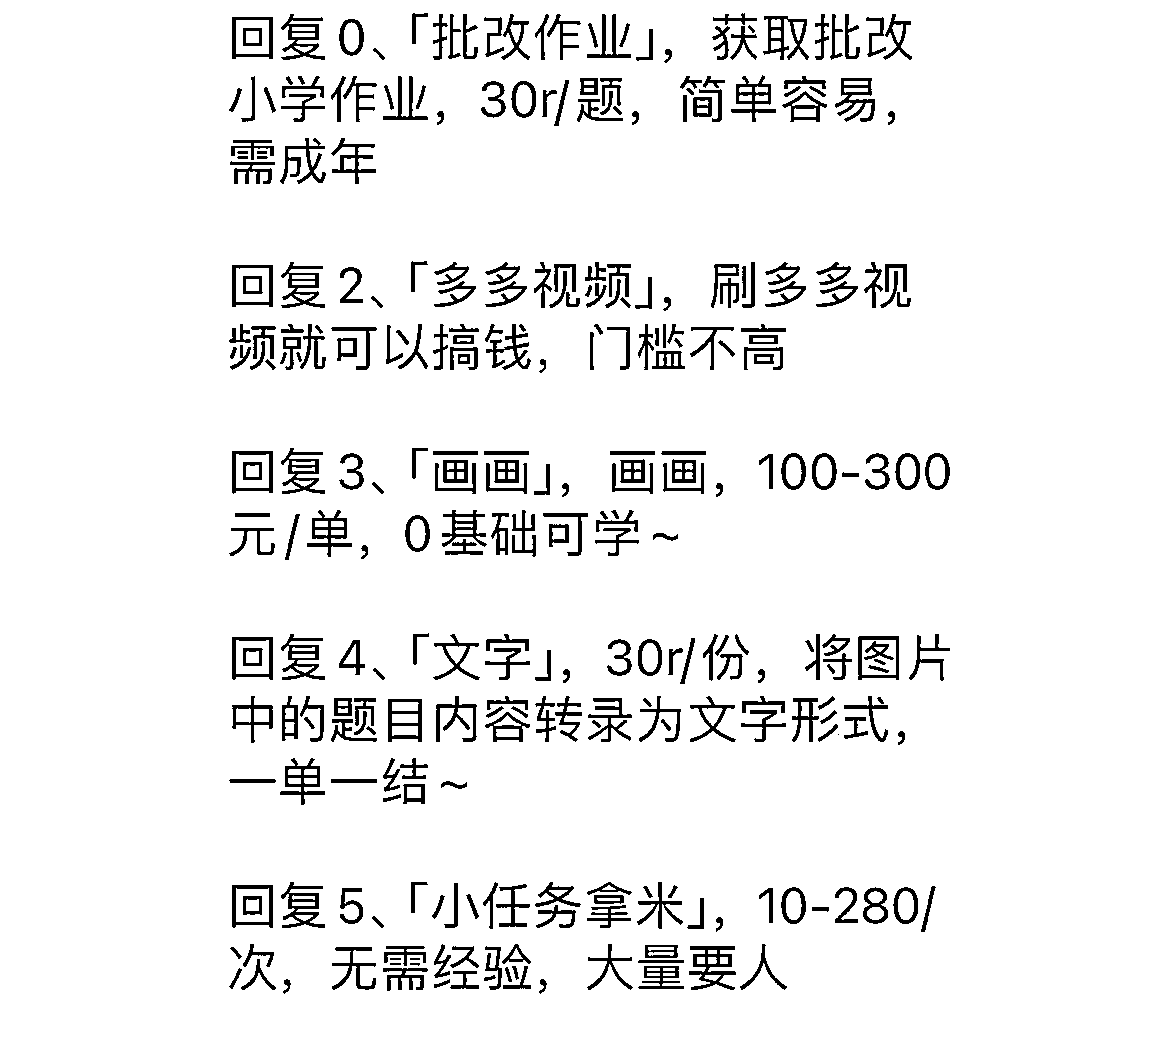 回复 0、「批改作业」，获取批改
小学作业，30r/题，简单容易，
需成年
回复 2、「多多视频」，刷多多视
频就可以搞钱，门槛不高
回复 3、「画画」，画画，100-300
元/单，0 基础可学 ~
回复 4、「文字」，30r/份，将图片
中的题目内容转录为文字形式，
一单一结 ~
回复 5、「小任务拿米」，10-280/
次，无需经验，大量要人